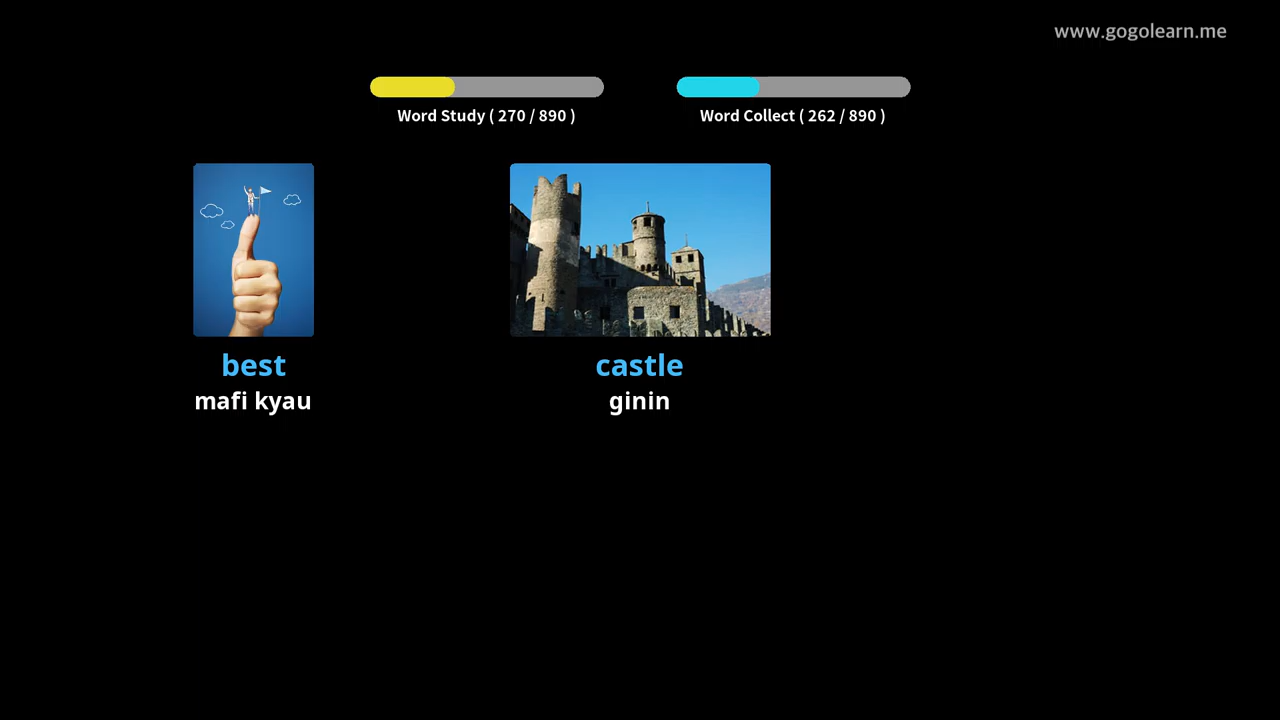 www.gogolearn.me
Word Study ( 270 / 890 )
Word Collect ( 262 / 890 )
best
mafi kyau
castle
ginin